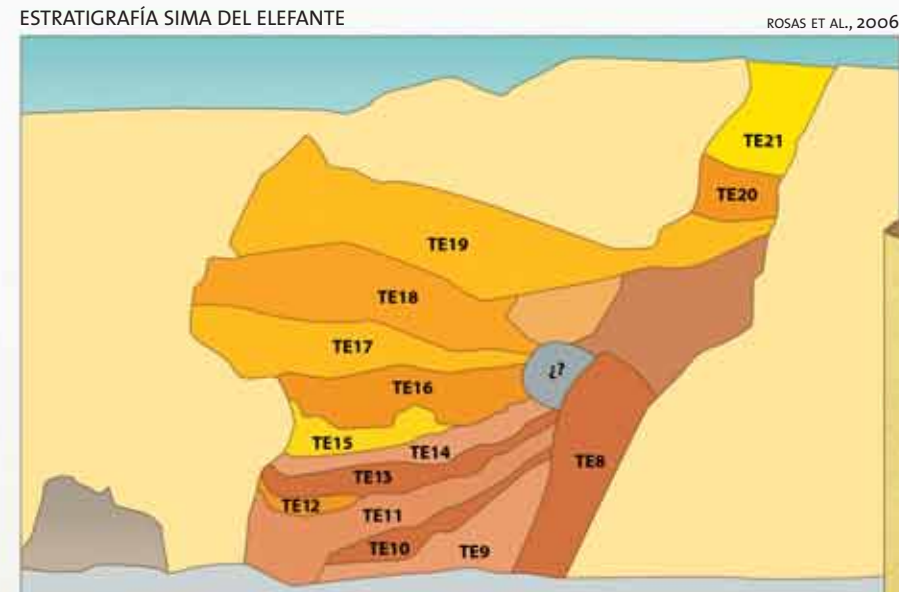 ESTRATIGRAFÍA SIMA DEL ELEFANTE
ROSAS ET AL., 2006
TE21
TE20
TE19
TE18
TE17
¿?
TE16
TE15
TE14
TE8
TE13
TE12
TE11
TE10
TE9